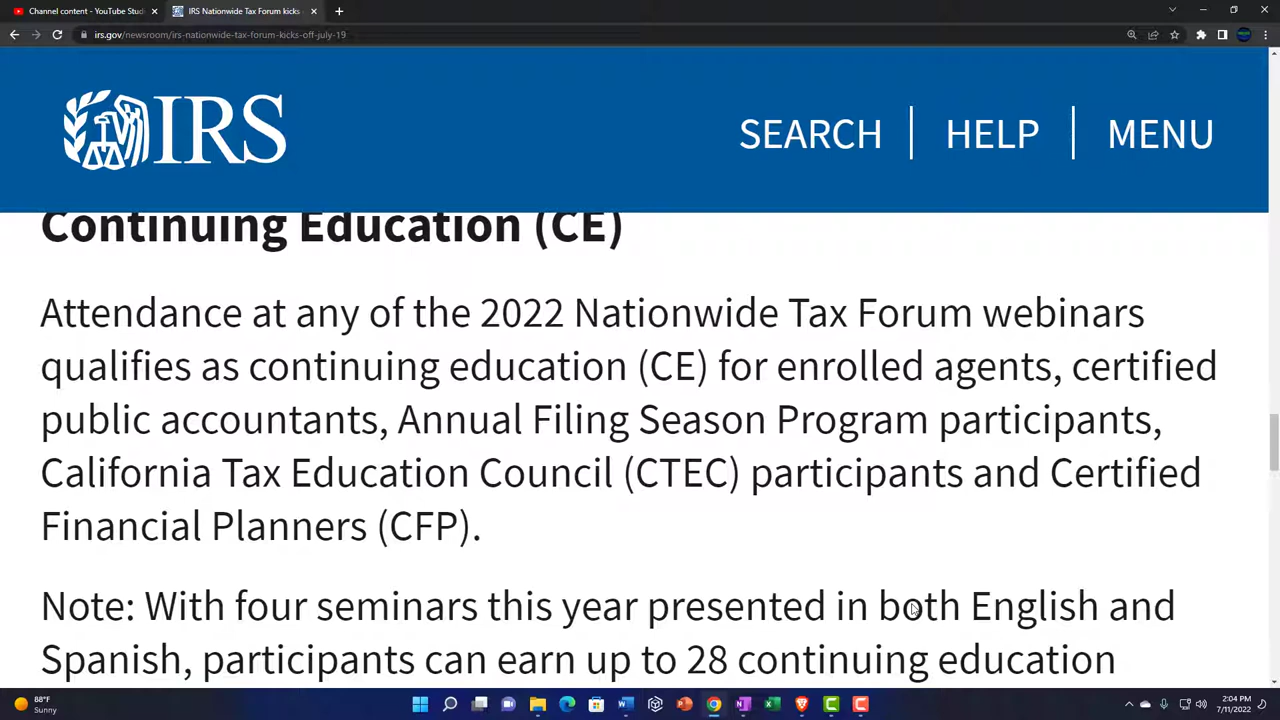 Channel content - YouTube Stud
IRS Nationwide Tax Forum kicks
irs.gov/newsroom/irs-nationwide-tax-forum-kicks-off-july-19
IRS
SEARCH
HELP
MENU
Continuing Education (CE)
Attendance at any of the 2022 Nationwide Tax Forum webinars
qualifies as continuing education (CE) for enrolled agents, certified
public accountants, Annual Filing Season Program participants,
California Tax Education Council (CTEC) participants and Certified
Financial Planners (CFP).
Note: With four seminars this year presented in both English and
Spanish, participants can earn up to 28 continuing education
88°F
Sunny
2:04 PM
7/11/2022